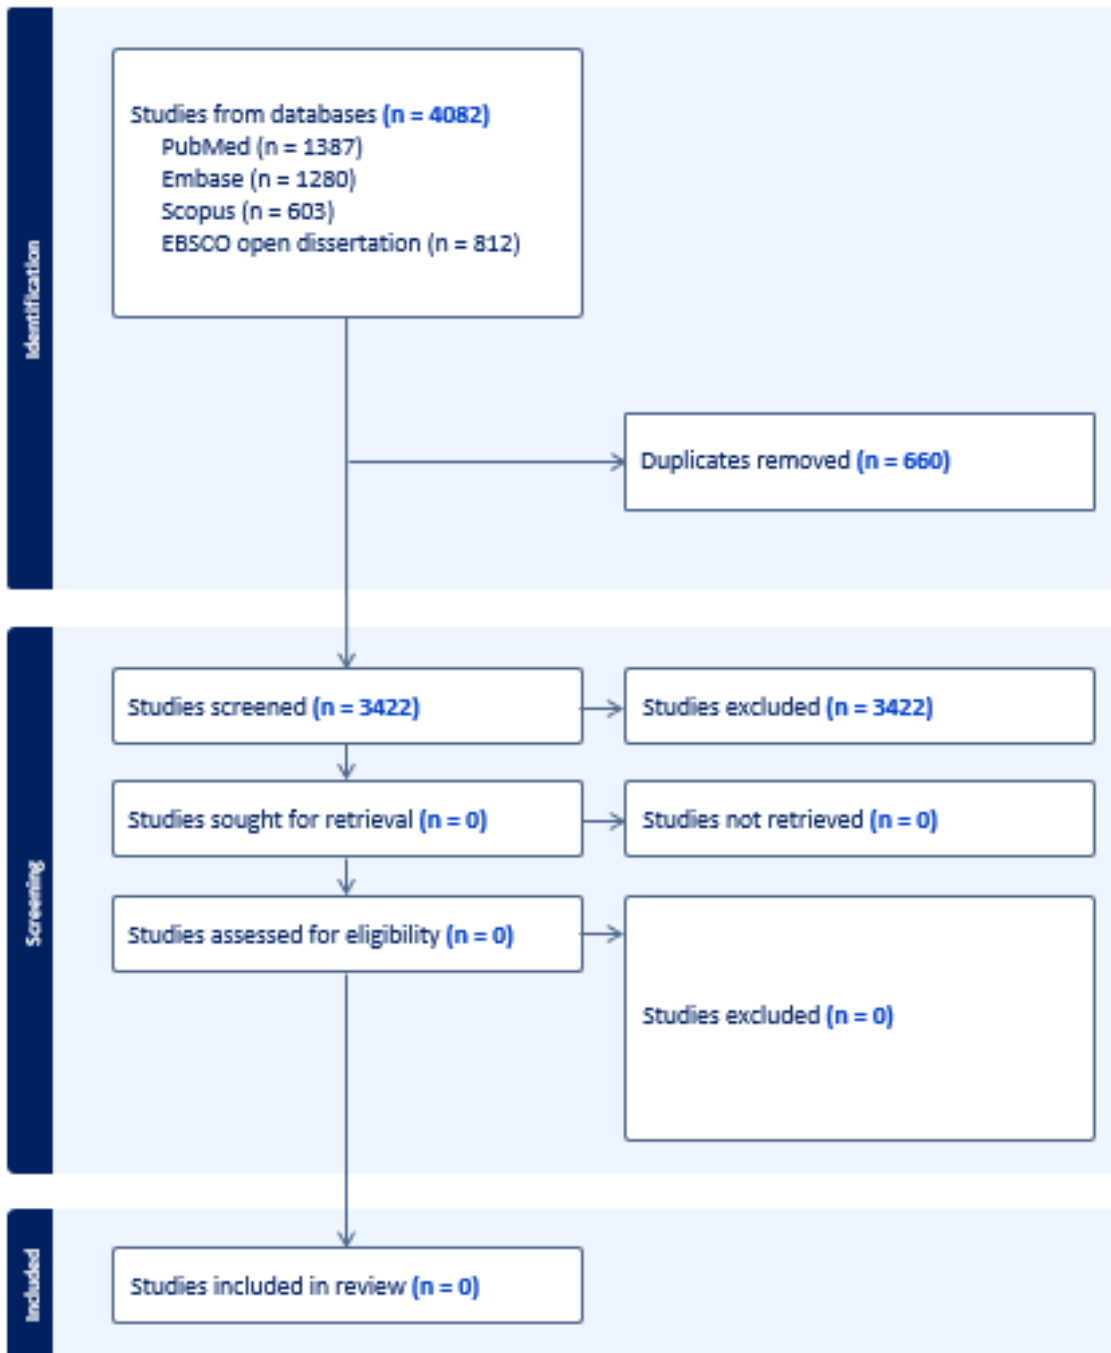 Identification
Studies from databases (n = 4082)
PubMed (n = 1387)
Embase (n = 1280)
Scopus (n = 603)
EBSCO open dissertation (n = 812)
Duplicates removed (n = 660)
Screening
Studies screened (n = 3422)
Studies excluded (n = 3422)
Studies sought for retrieval (n = 0)
Studies not retrieved (n = 0)
Studies assessed for eligibility (n = 0)
Studies excluded (n = 0)
Included
Studies included in review (n = 0)